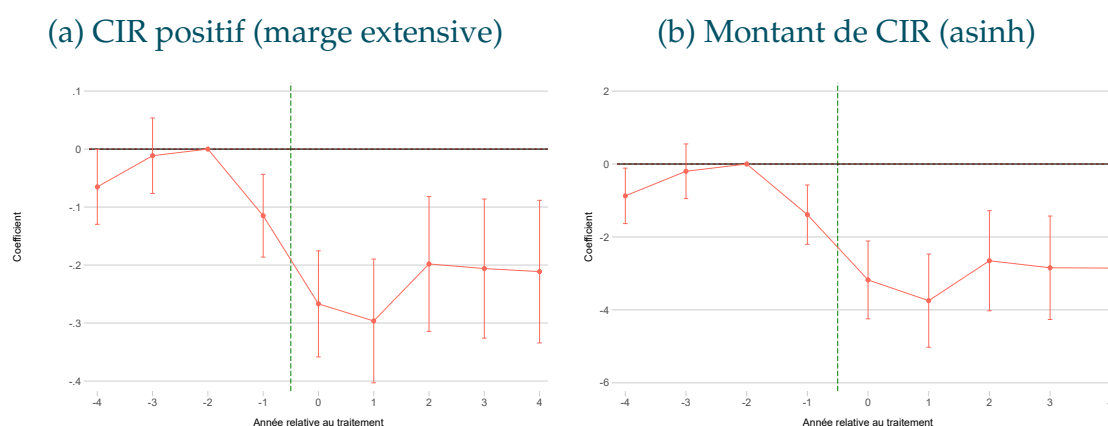 (a) CIR positif (marge extensive)
.1
0
-.1
-.2
-.3
-.4
Coefficient
-4 -3 -2 -1 0 1 2 3 4
Année relative au traitement
(b) Montant de CIR (asinh)
2
0
-2
-4
-6
Coefficient
-4 -3 -2 -1 0 1 2 3
Année relative au traitement